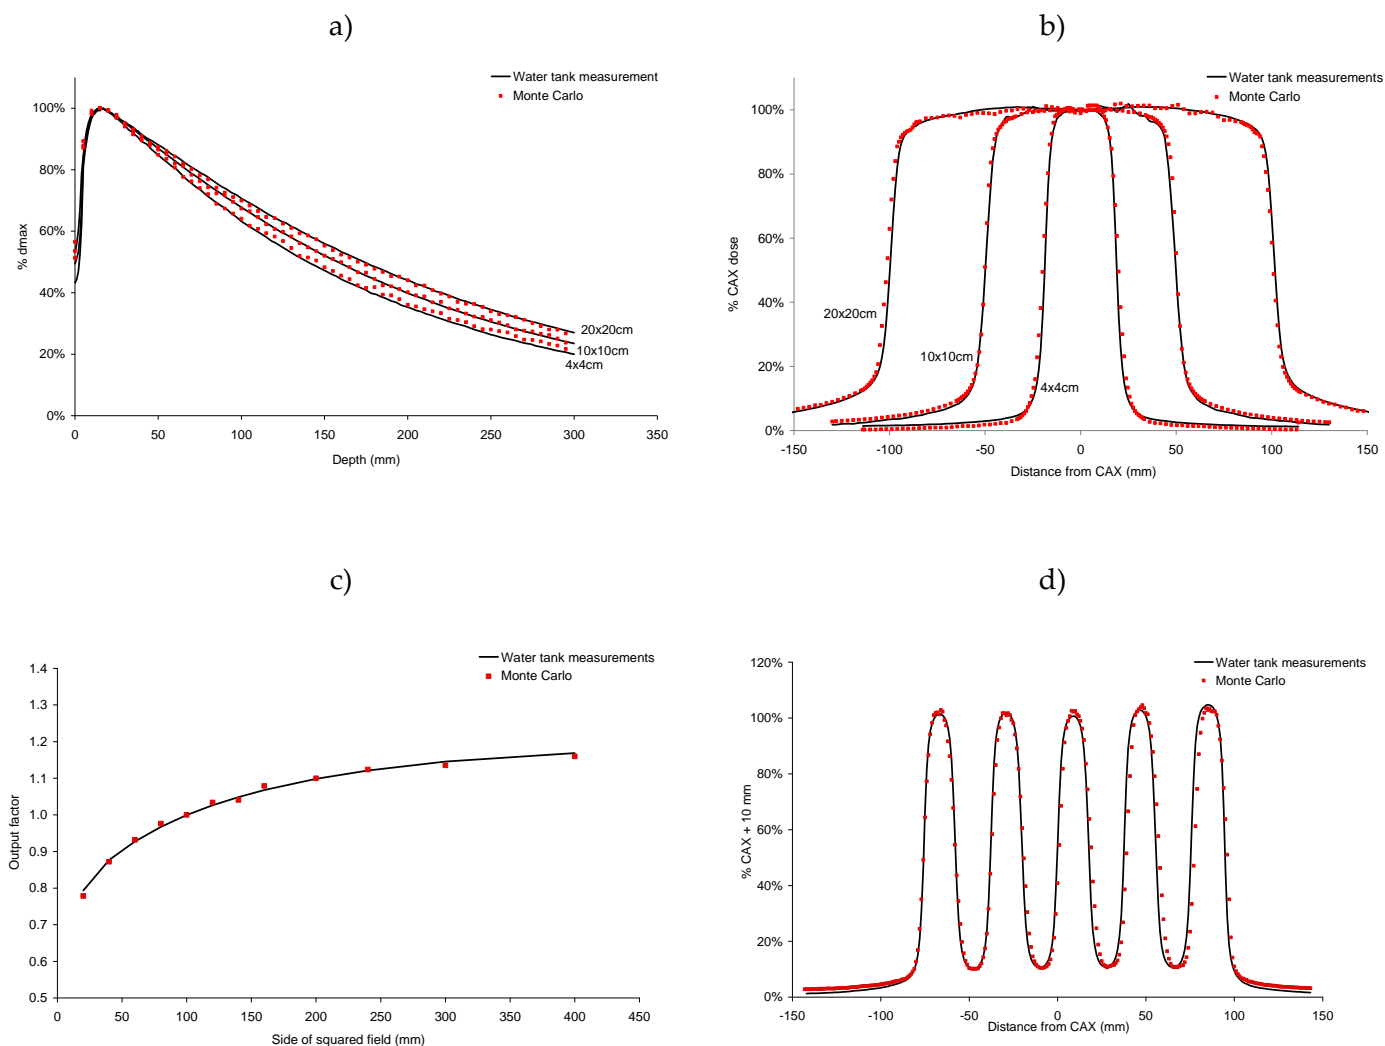 a)
Water tank measurement
Monte Carlo
100%
80%
60%
40%
20%
0%
% dmax
20x20cm
10x10cm
4x4cm
0 50 100 150 200 250 300 350
Depth (mm)
b)
Water tank measurements
Monte Carlo
100%
80%
60%
40%
20%
0%
% CAX dose
20x20cm
10x10cm
4x4cm
-150 -100 -50 0 50 100 150
Distance from CAX (mm)
c)
Water tank measurements
Monte Carlo
1.4
1.3
1.2
1.1
1.0
0.9
0.8
0.7
0.6
0.5
Output factor
0 50 100 150 200 250 300 350 400 450
Side of squared field (mm)
d)
Water tank measurements
Monte Carlo
120%
100%
80%
60%
40%
20%
0%
% CAX + 10 mm
-150 -100 -50 0 50 100 150
Distance from CAX (mm)